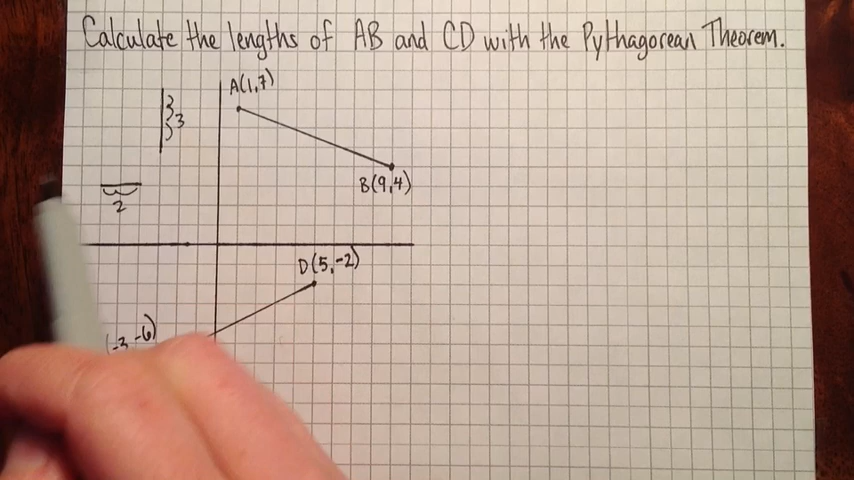 Calculate the lengths of AB and CD with the Pythagorean Theorem.
A(1,7)
3
B(9,4)
2
D(5,-2)
(-3 -6)